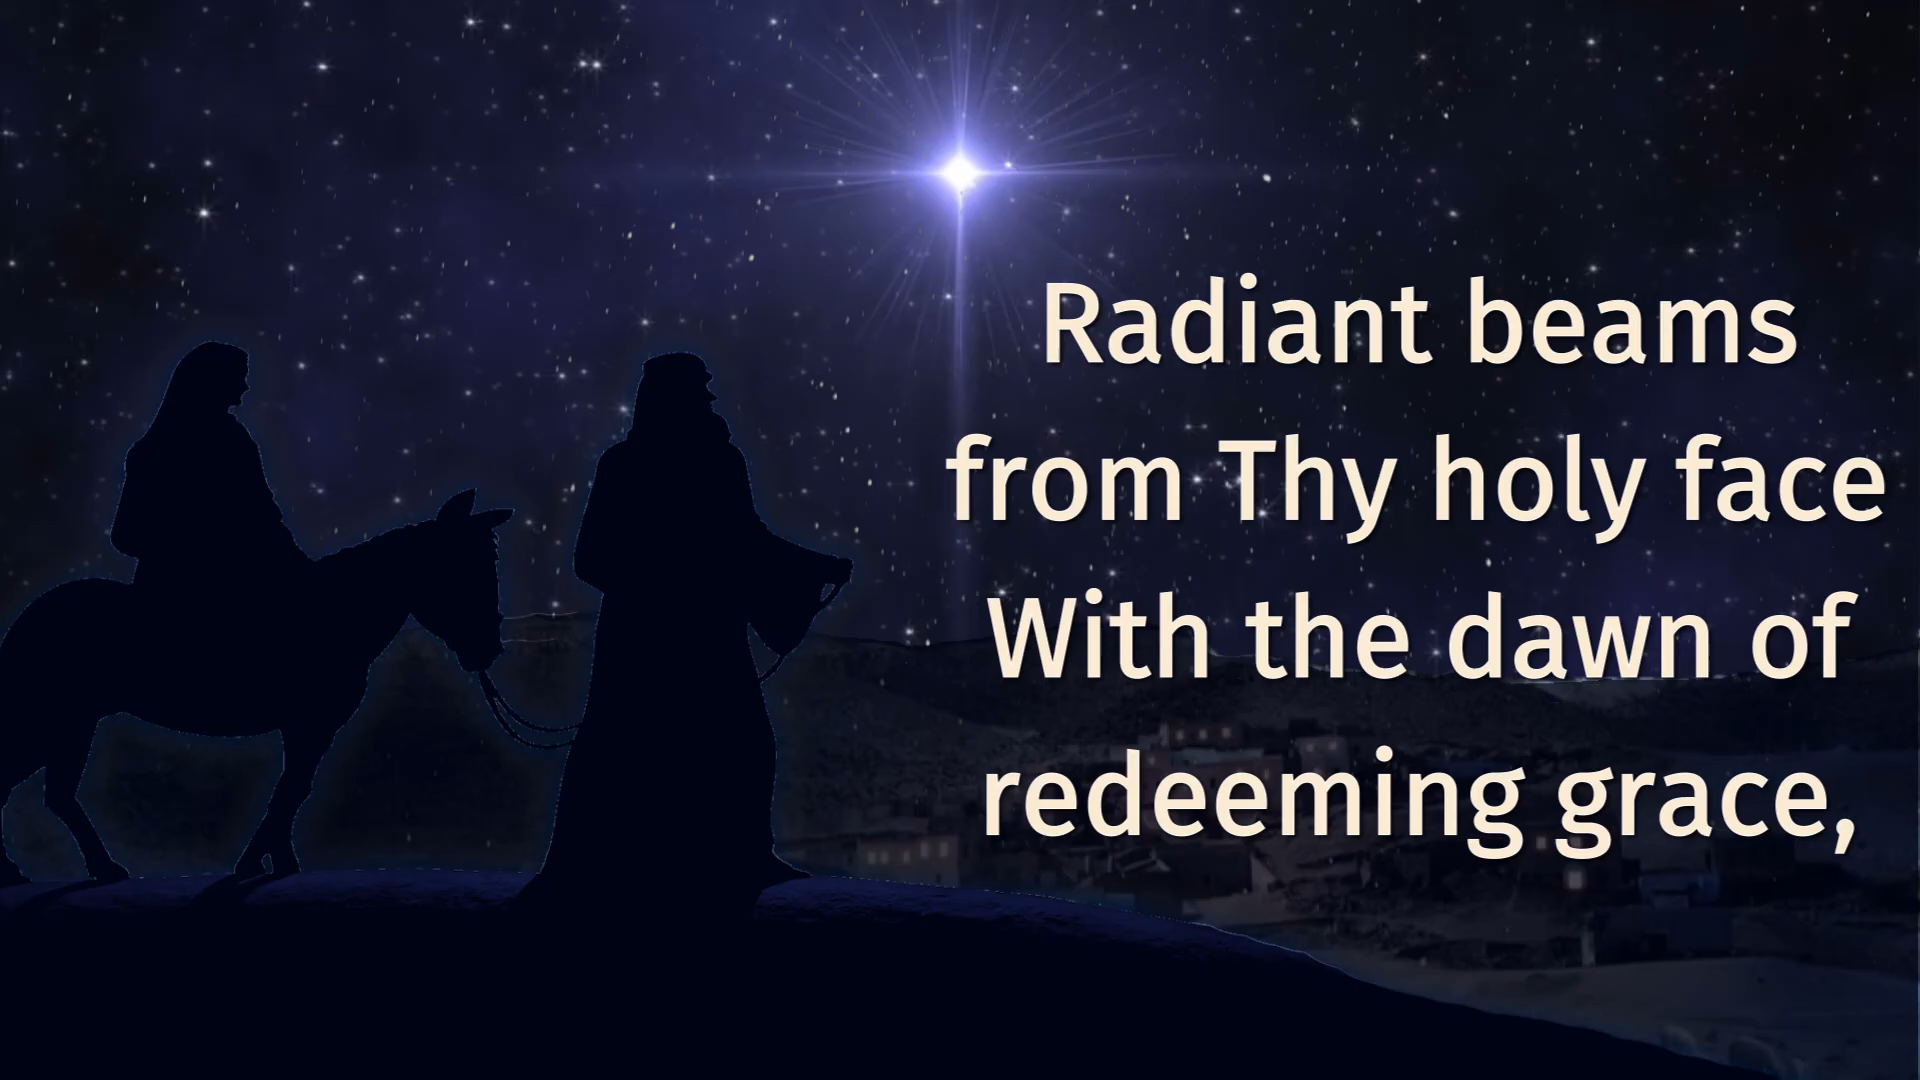 Radiant beams
from Thy holy face
With the dawn of
redeeming grace,